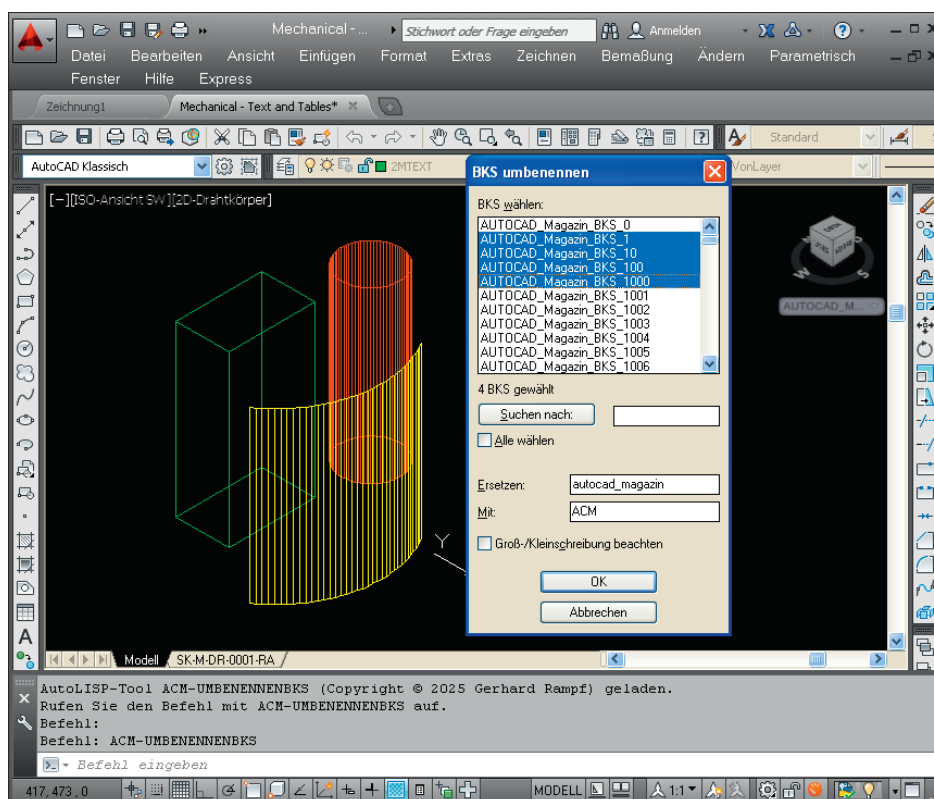 Mechanical - ... Stichwort oder Frage eingeben Anmelden
Datei Bearbeiten Ansicht Einfügen Format Extras Zeichnen Bemaßung Ändern Parametrisch
Fenster Hilfe Express
Zeichnung1 Mechanical - Text and Tables*
Standard
AutoCAD Klassisch 2MTEXT VonLayer
[–][ISO-Ansicht SW][2D-Drahtkörper]
BKS umbenennen
BKS wählen:
AUTOCAD_Magazin_BKS_0
AUTOCAD_Magazin_BKS_1
AUTOCAD_Magazin_BKS_10
AUTOCAD_Magazin_BKS_100
AUTOCAD_Magazin_BKS_1000
AUTOCAD_Magazin_BKS_1001
AUTOCAD_Magazin_BKS_1002
AUTOCAD_Magazin_BKS_1003
AUTOCAD_Magazin_BKS_1004
AUTOCAD_Magazin_BKS_1005
AUTOCAD_Magazin_BKS_1006
4 BKS gewählt
Suchen nach:
Alle wählen
Ersetzen: autocad_magazin
Mit: ACM
Groß-/Kleinschreibung beachten
OK
Abbrechen
AUTOCAD_M...
Y
Modell SK-M-DR-0001-RA
AutoLISP-Tool ACM-UMBENENNENBKS (Copyright © 2025 Gerhard Rampf) geladen.
Rufen Sie den Befehl mit ACM-UMBENENNENBKS auf.
Befehl:
Befehl: ACM-UMBENENNENBKS
Befehl eingeben
417, 473 , 0 MODELL 1:1